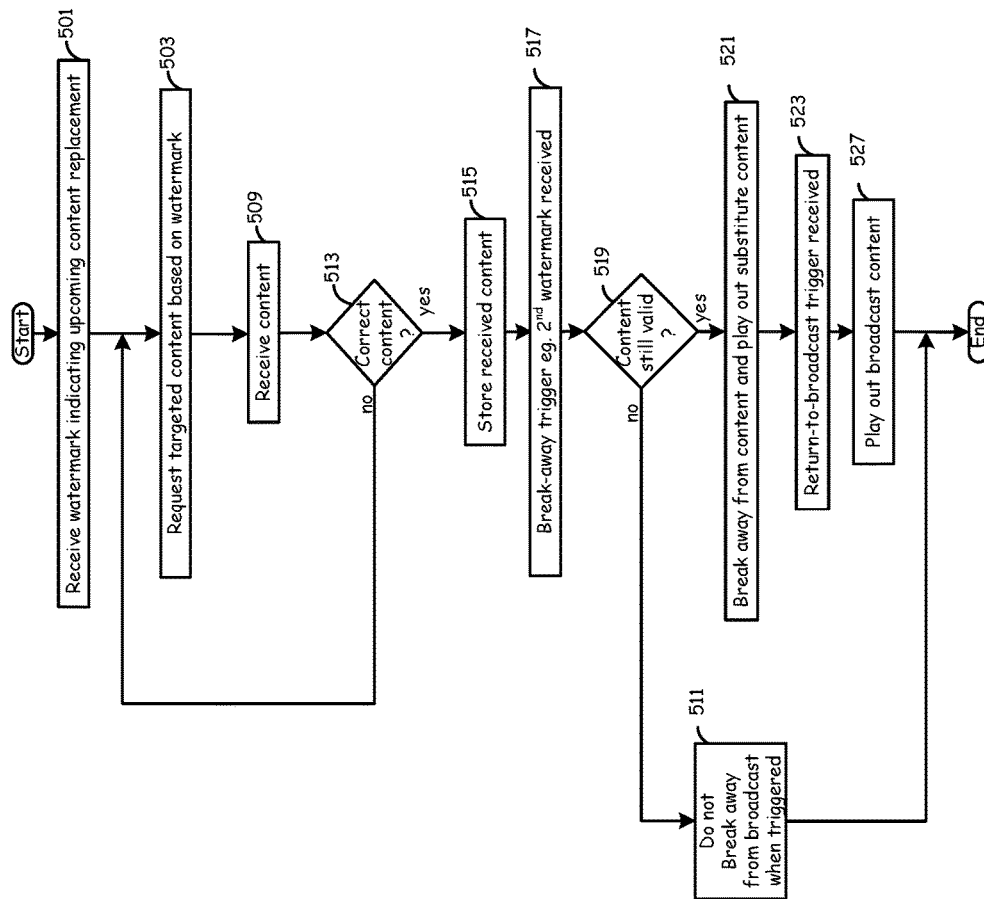 Start
501
Receive watermark indicating upcoming content replacement
503
Request targeted content based on watermark
509
Receive content
513
Correct
content
?
no
yes
515
Store received content
517
Break-away trigger eg. 2nd watermark received
519
Content
still valid
?
no
yes
511
Do not
Break away
from broadcast
when triggered
521
Break away from content and play out substitute content
523
Return-to-broadcast trigger received
527
Play out broadcast content
End